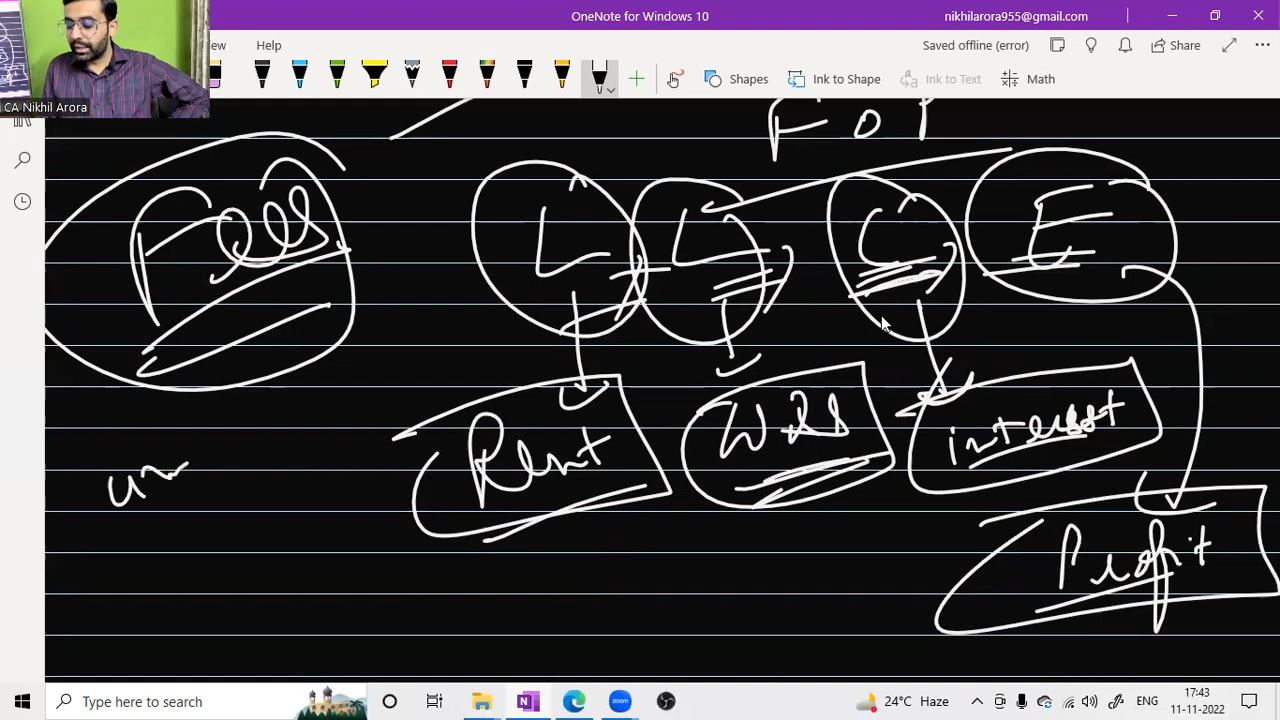 OneNote for Windows 10
nikhilarora955@gmail.com
Help
Saved offline (error)
Share
Shapes
Ink to Shape
Ink to Text
Math
CA Nikhil Arora
FOP
Fees
L L C E
Rent
W&S
interest
Profit
Type here to search
24°C Haze
ENG
17:43
11-11-2022